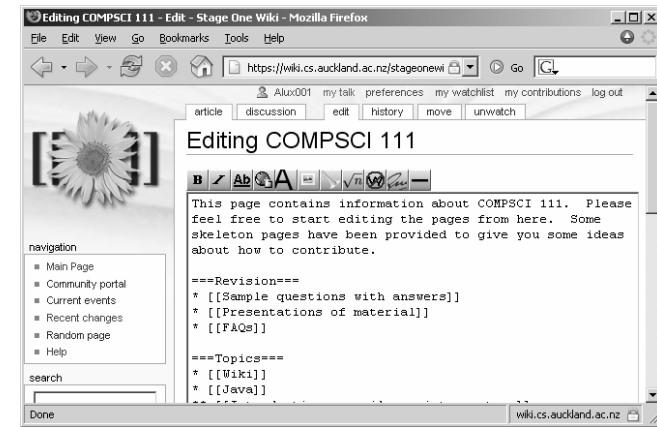 Editing COMPSCI 111 - Edit - Stage One Wiki - Mozilla Firefox
File Edit View Go Bookmarks Tools Help
https://wiki.cs.auckland.ac.nz/stageonewi Go G
Alux001 my talk preferences my watchlist my contributions log out
article discussion edit history move unwatch
Editing COMPSCI 111
B I Ab A √n W
This page contains information about COMPSCI 111. Please
feel free to start editing the pages from here. Some
skeleton pages have been provided to give you some ideas
about how to contribute.
===Revision===
* [[Sample questions with answers]]
* [[Presentations of material]]
* [[FAQs]]
===Topics===
* [[Wiki]]
* [[Java]]
navigation
Main Page
Community portal
Current events
Recent changes
Random page
Help
search
Done wiki.cs.auckland.ac.nz